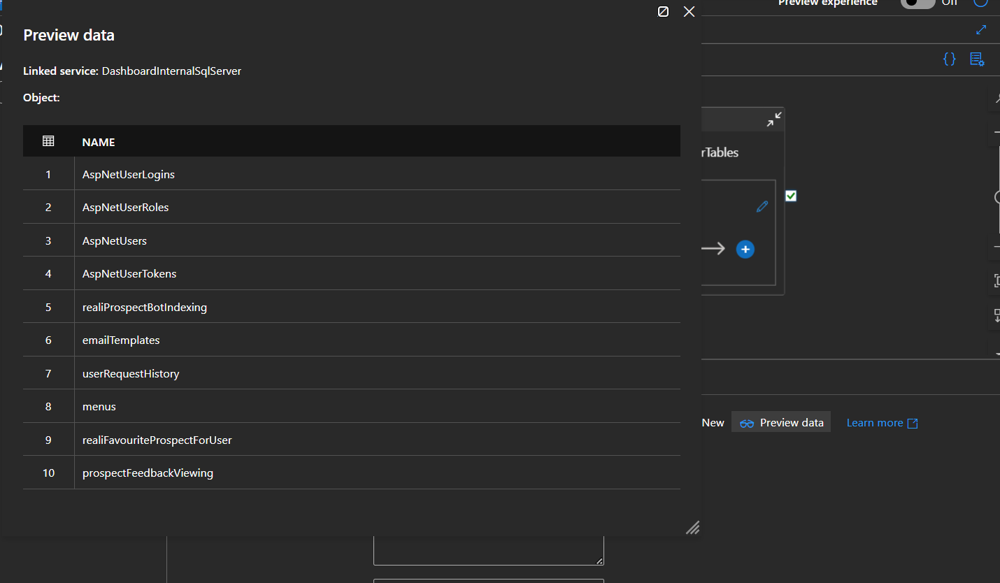 Preview experience
Off
Preview data
Linked service: DashboardInternalSqlServer
Object:
NAME
1 AspNetUserLogins
2 AspNetUserRoles
3 AspNetUsers
4 AspNetUserTokens
5 realiProspectBotIndexing
6 emailTemplates
7 userRequestHistory
8 menus
9 realiFavouriteProspectForUser
10 prospectFeedbackViewing
rTables
New Preview data Learn more